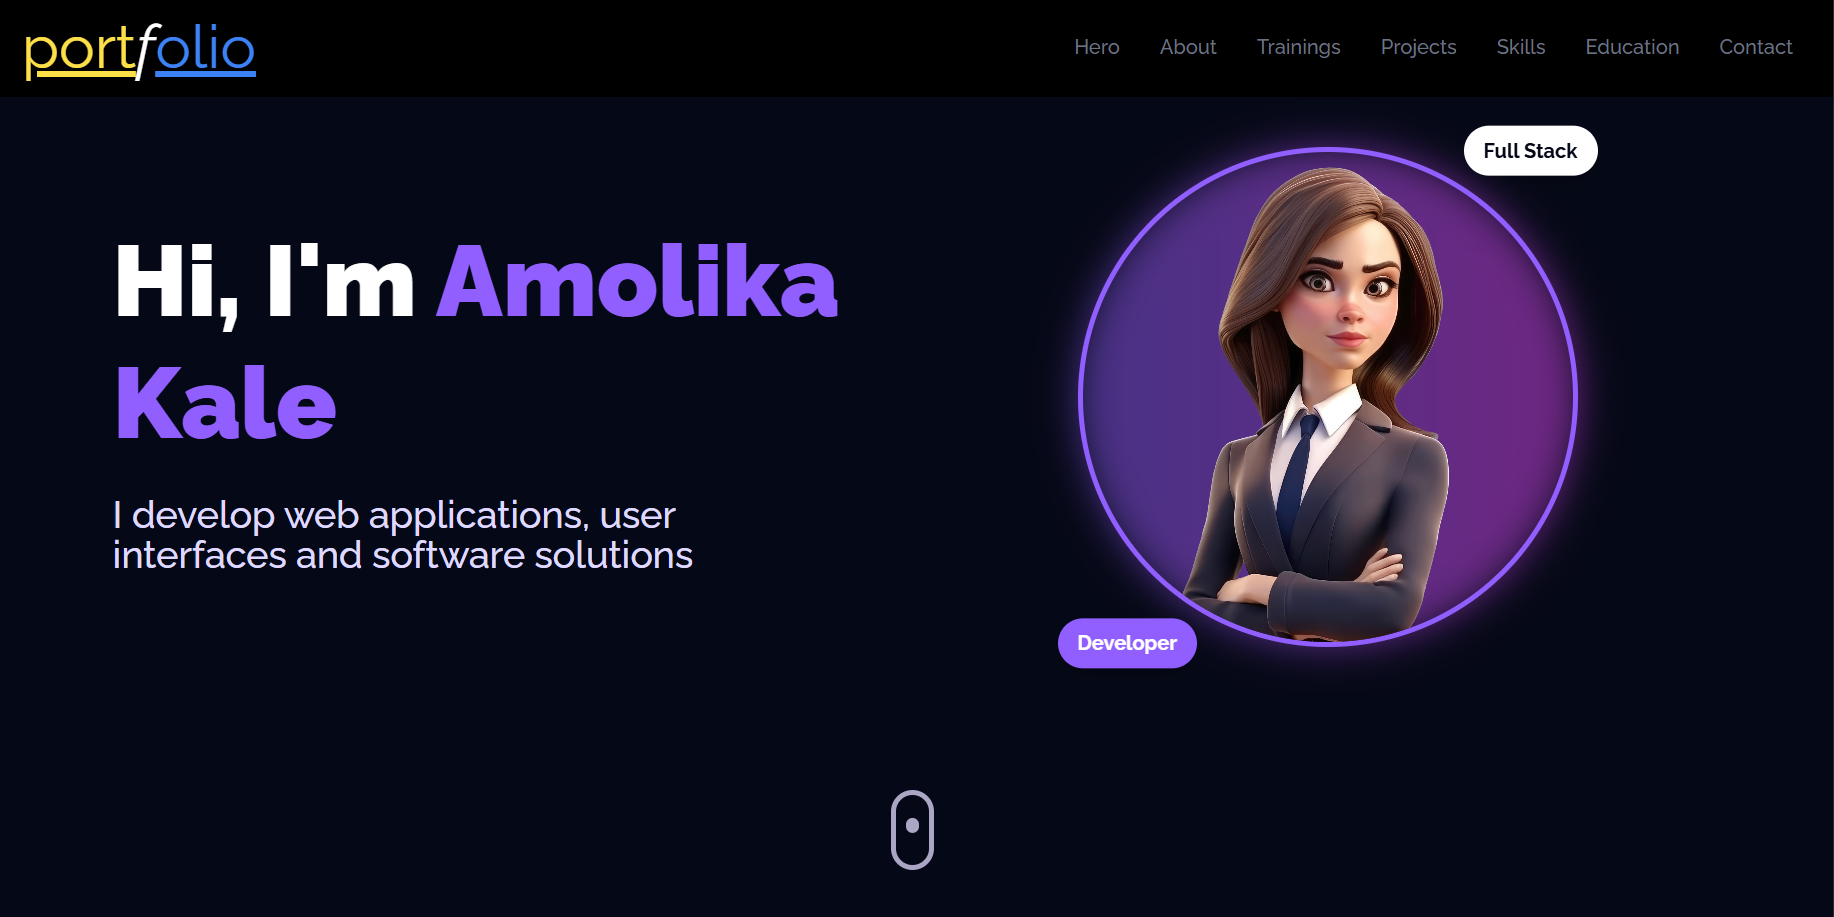 portfolio
Hero About Trainings Projects Skills Education Contact
Full Stack
Hi, I'm Amolika
Kale
I develop web applications, user
interfaces and software solutions
Developer